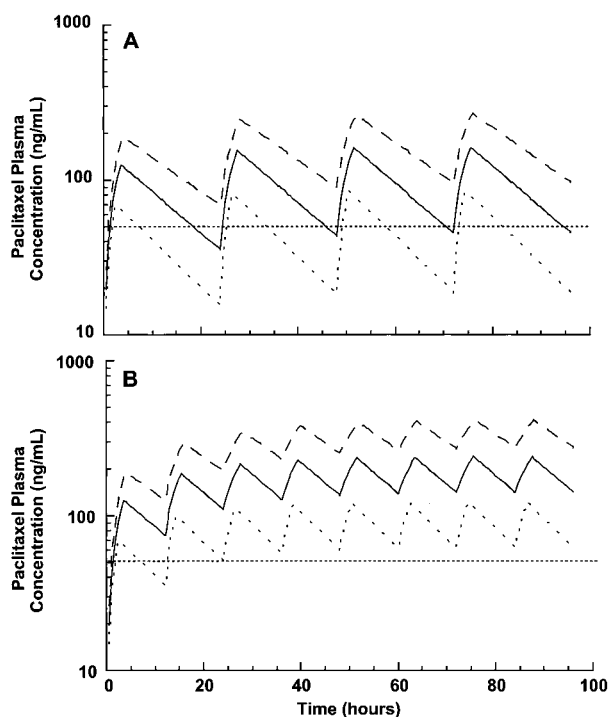 A
1000
100
10
Paclitaxel Plasma
Concentration (ng/mL)
B
1000
100
10
Paclitaxel Plasma
Concentration (ng/mL)
0 20 40 60 80 100
Time (hours)